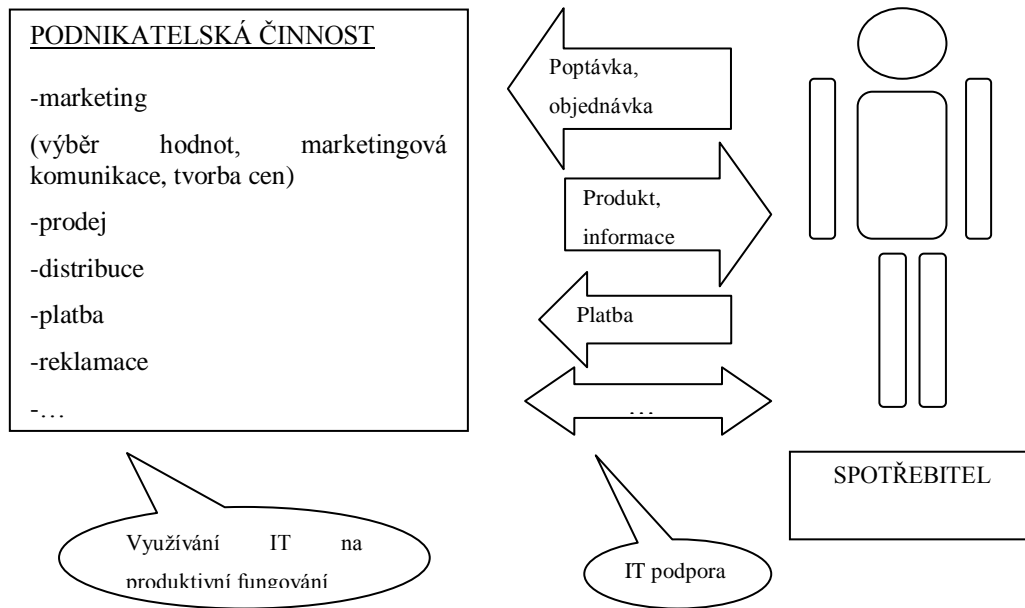 PODNIKATELSKÁ ČINNOST
-marketing
(výběr hodnot, marketingová
komunikace, tvorba cen)
-prodej
-distribuce
-platba
-reklamace
-…
Poptávka,
objednávka
Produkt,
informace
Platba
…
SPOTŘEBITEL
Využívání IT na
produktivní fungování
IT podpora